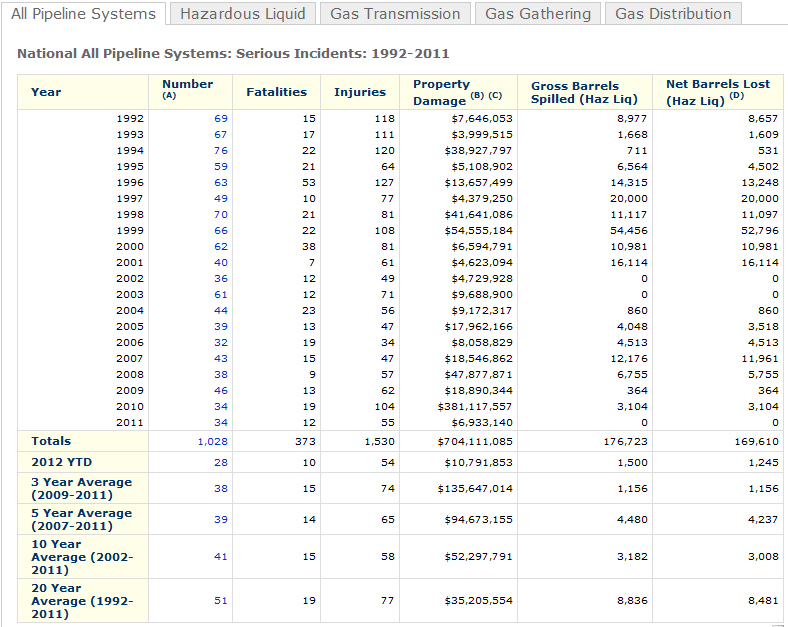 All Pipeline Systems Hazardous Liquid Gas Transmission Gas Gathering Gas Distribution
National All Pipeline Systems: Serious Incidents: 1992-2011
Year Number (A) Fatalities Injuries Property Damage (B) (C) Gross Barrels Spilled (Haz Liq) Net Barrels Lost (Haz Liq) (D)
1992 69 15 118 $7,646,053 8,977 8,657
1993 67 17 111 $3,999,515 1,668 1,609
1994 76 22 120 $38,927,797 711 531
1995 59 21 64 $5,108,902 6,564 4,502
1996 63 53 127 $13,657,499 14,315 13,248
1997 49 10 77 $4,379,250 20,000 20,000
1998 70 21 81 $41,641,086 11,117 11,097
1999 66 22 108 $54,555,184 54,456 52,796
2000 62 38 81 $6,594,791 10,981 10,981
2001 40 7 61 $4,623,094 16,114 16,114
2002 36 12 49 $4,729,928 0 0
2003 61 12 71 $9,688,900 0 0
2004 44 23 56 $9,172,317 860 860
2005 39 13 47 $17,962,166 4,048 3,518
2006 32 19 34 $8,058,829 4,513 4,513
2007 43 15 47 $18,546,862 12,176 11,961
2008 38 9 57 $47,877,871 6,755 5,755
2009 46 13 62 $18,890,344 364 364
2010 34 19 104 $381,117,557 3,104 3,104
2011 34 12 55 $6,933,140 0 0
Totals 1,028 373 1,530 $704,111,085 176,723 169,610
2012 YTD 28 10 54 $10,791,853 1,500 1,245
3 Year Average (2009-2011) 38 15 74 $135,647,014 1,156 1,156
5 Year Average (2007-2011) 39 14 65 $94,673,155 4,480 4,237
10 Year Average (2002-2011) 41 15 58 $52,297,791 3,182 3,008
20 Year Average (1992-2011) 51 19 77 $35,205,554 8,836 8,481